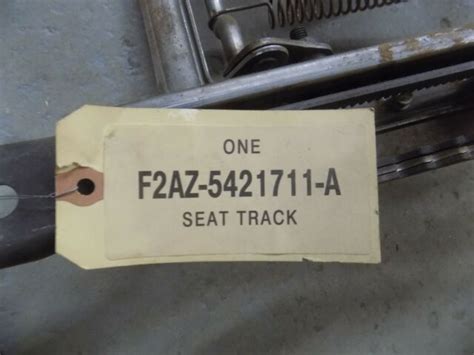 ONE
F2AZ-5421711-A
SEAT TRACK